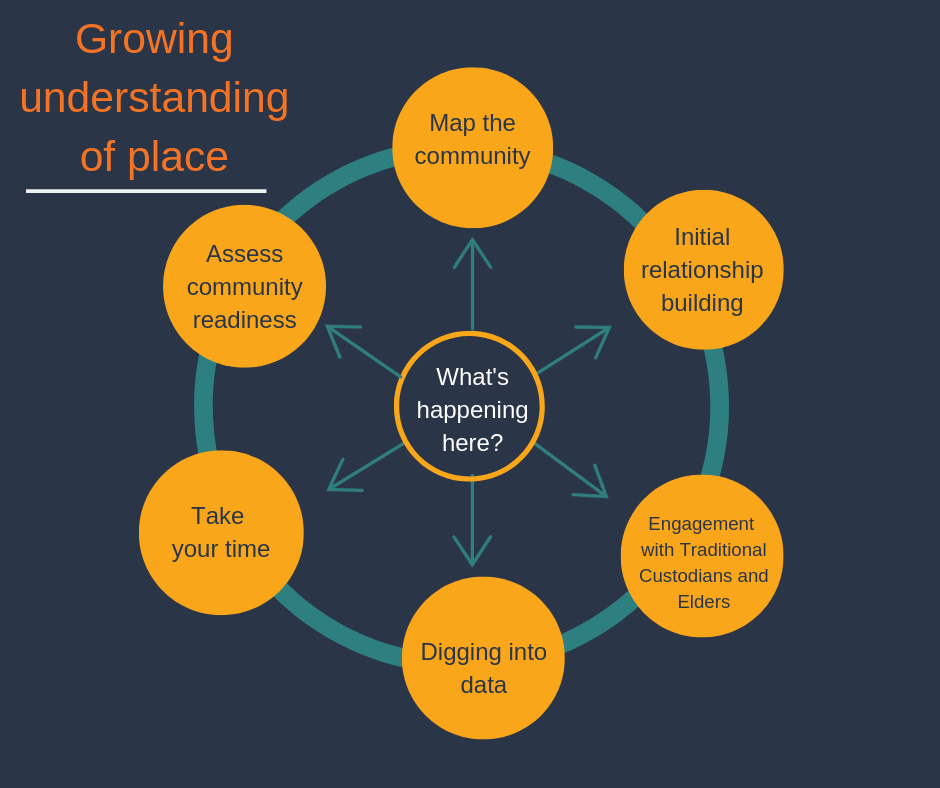 Growing
understanding
of place
Map the
community
Initial
relationship
building
Assess
community
readiness
What's
happening
here?
Take
your time
Engagement
with Traditional
Custodians and
Elders
Digging into
data